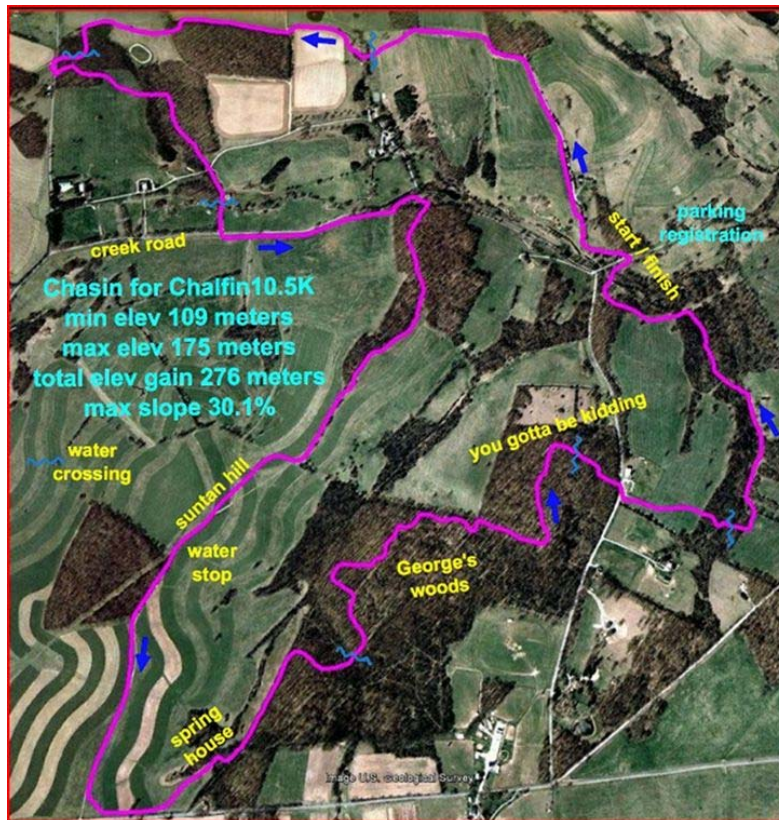 parking
registration
start / finish
creek road
Chasin for Chalfin10.5K
min elev 109 meters
max elev 175 meters
total elev gain 276 meters
max slope 30.1%
you gotta be kidding
water
crossing
suntan hill
water
stop
George's
woods
spring
house
Image U.S. Geological Survey